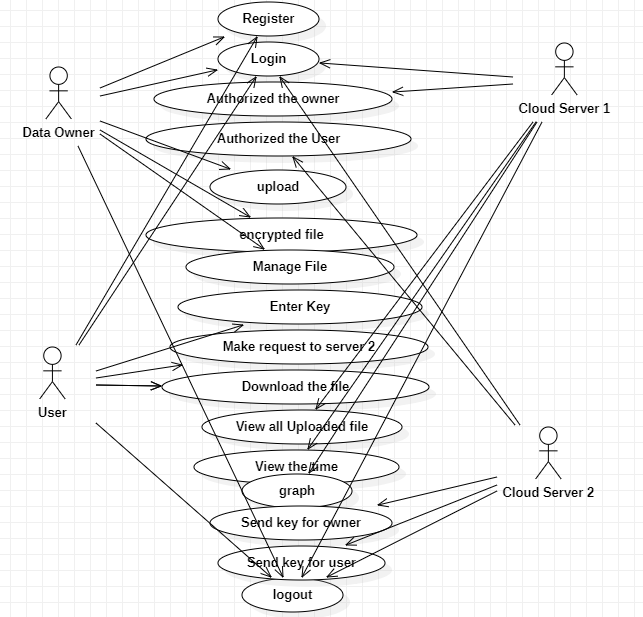 Register
Login
Authorized the owner
Cloud Server 1
Data Owner
Authorized the User
upload
encrypted file
Manage File
Enter Key
Make request to server 2
Download the file
User
View all Uploaded file
View the time
graph
Cloud Server 2
Send key for owner
Send key for user
logout